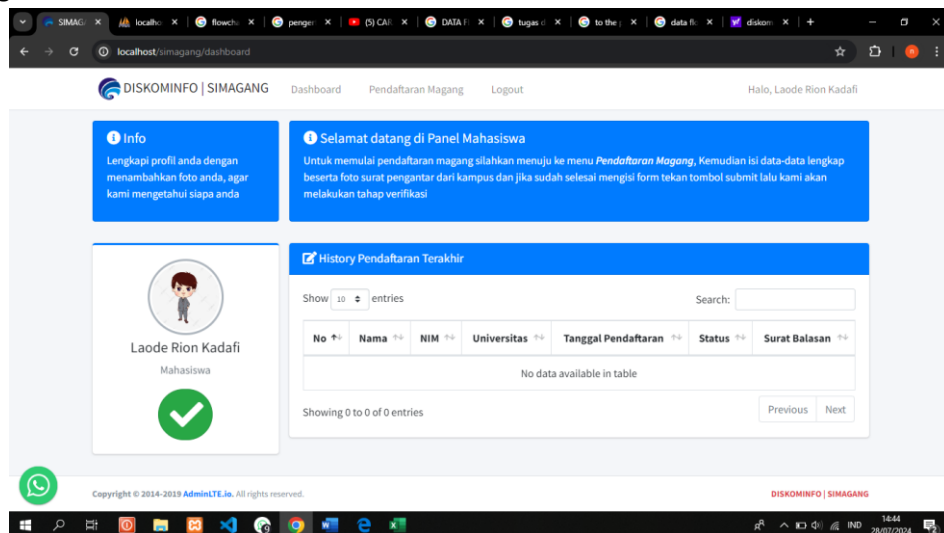 SIMAG
localho
flowcha
penger
(5) CAR
DATA F
tugas d
to the
data flo
diskom
localhost/simagang/dashboard
DISKOMINFO | SIMAGANG
Dashboard
Pendaftaran Magang
Logout
Halo, Laode Rion Kadafi
Info
Lengkapi profil anda dengan
menambahkan foto anda, agar
kami mengetahui siapa anda
Selamat datang di Panel Mahasiswa
Untuk memulai pendaftaran magang silahkan menuju ke menu Pendaftaran Magang, Kemudian isi data-data lengkap
beserta foto surat pengantar dari kampus dan jika sudah selesai mengisi form tekan tombol submit lalu kami akan
melakukan tahap verifikasi
Laode Rion Kadafi
Mahasiswa
History Pendaftaran Terakhir
Show 10 entries
Search:
No Nama NIM Universitas Tanggal Pendaftaran Status Surat Balasan
No data available in table
Showing 0 to 0 of 0 entries
Previous Next
Copyright © 2014-2019 AdminLTE.io. All rights reserved.
DISKOMINFO | SIMAGANG
IND
14:44
28/07/2024